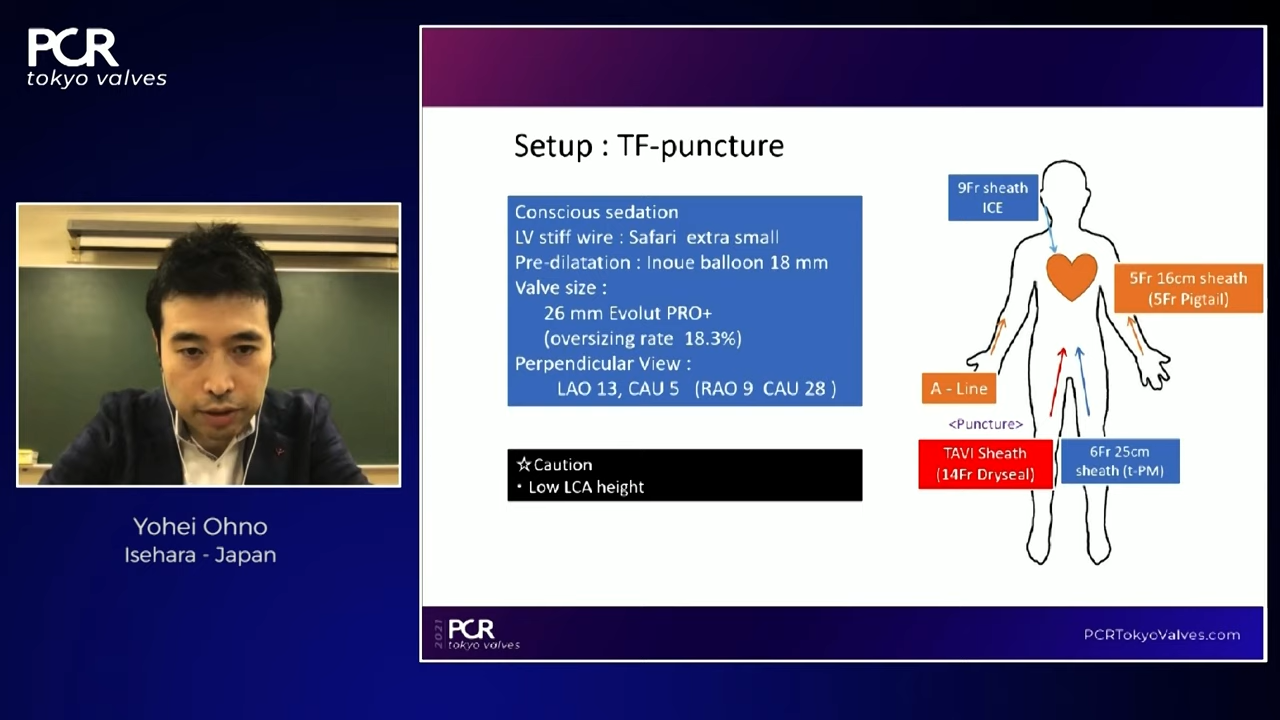 PCR
tokyo valves
Yohei Ohno
Isehara - Japan
Setup : TF-puncture
Conscious sedation
LV stiff wire : Safari extra small
Pre-dilatation : Inoue balloon 18 mm
Valve size :
26 mm Evolut PRO+
(oversizing rate 18.3%)
Perpendicular View :
LAO 13, CAU 5 (RAO 9 CAU 28 )
☆Caution
・Low LCA height
9Fr sheath
ICE
5Fr 16cm sheath
(5Fr Pigtail)
A - Line
<Puncture>
TAVI Sheath
(14Fr Dryseal)
6Fr 25cm
sheath (t-PM)
2021
PCR
tokyo valves
PCRTokyoValves.com